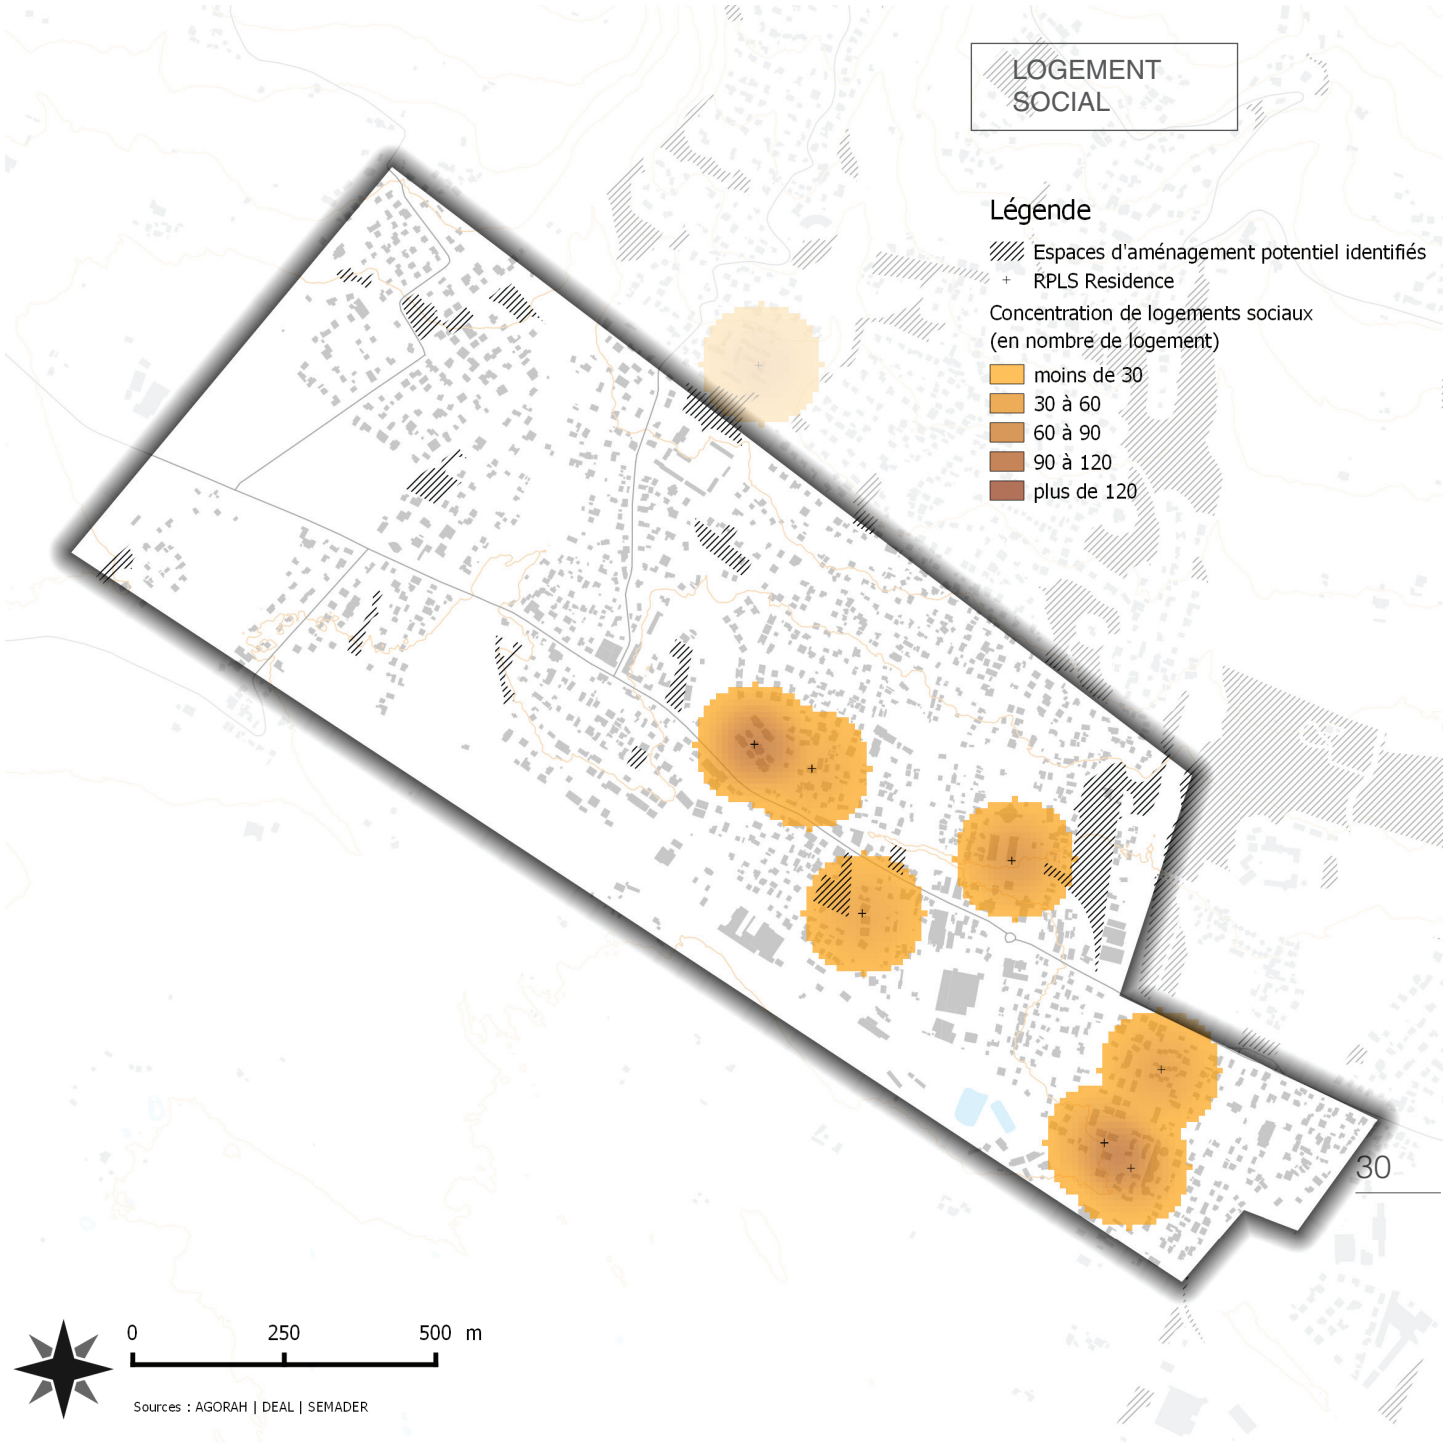 LOGEMENT
SOCIAL
Légende
Espaces d'aménagement potentiel identifiés
RPLS Residence
Concentration de logements sociaux
(en nombre de logement)
moins de 30
30 à 60
60 à 90
90 à 120
plus de 120
30
0 250 500 m
Sources : AGORAH | DEAL | SEMADER